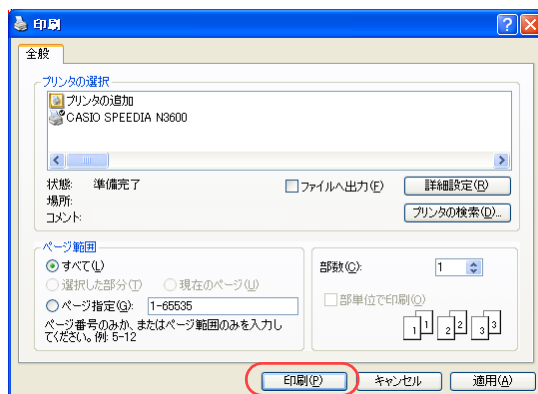 印刷
全般
プリンタの選択
プリンタの追加
CASIO SPEEDIA N3600
状態: 準備完了
場所:
コメント:
ファイルへ出力(F)
詳細設定(R)
プリンタの検索(D)...
ページ範囲
すべて(L)
選択した部分(T) 現在のページ(U)
ページ指定(G): 1-65535
ページ番号のみか、またはページ範囲のみを入力し
てください。例: 5-12
部数(C): 1
部単位で印刷(O)
1 1 2 2 3 3
印刷(P) キャンセル 適用(A)